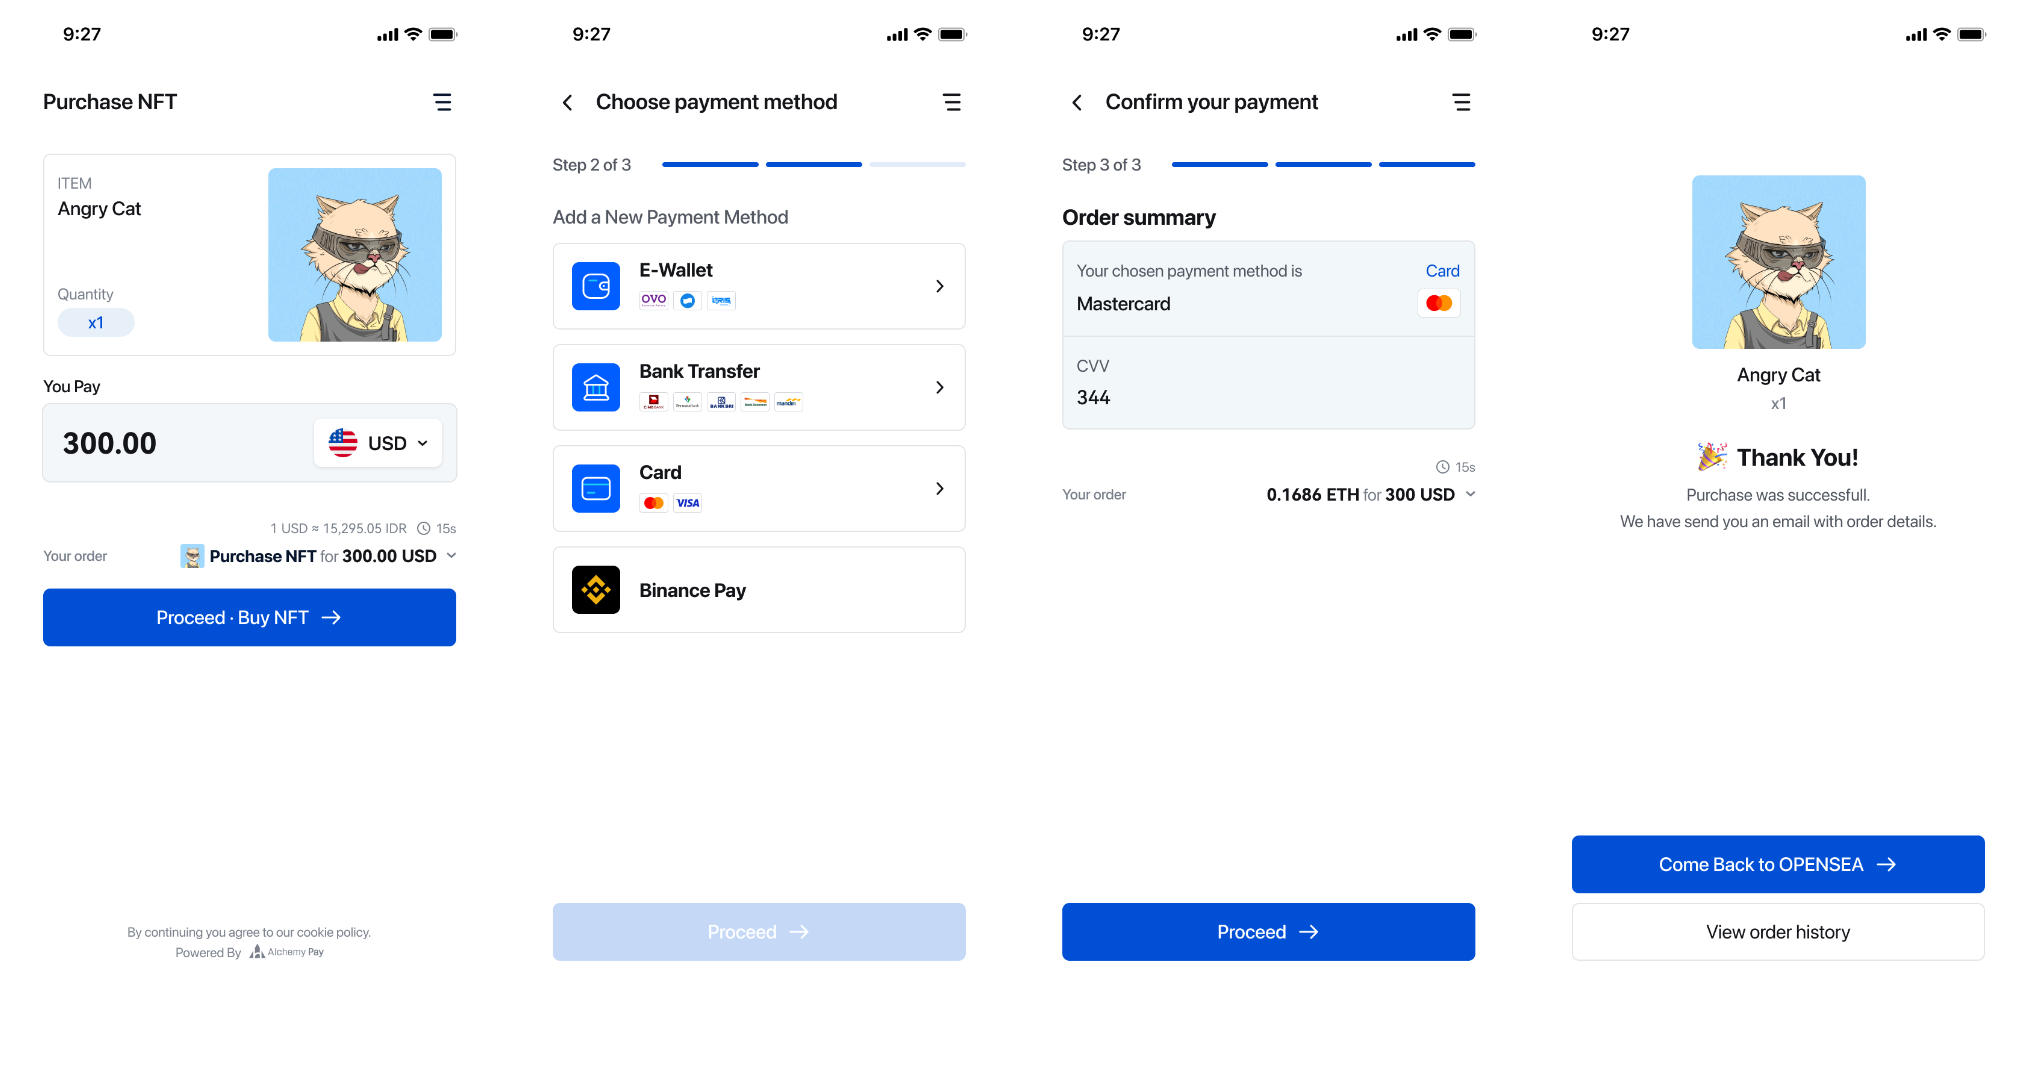 9:27
Purchase NFT
ITEM
Angry Cat
Quantity
x1
You Pay
300.00
USD
1 USD ≈ 15,295.05 IDR 15s
Your order Purchase NFT for 300.00 USD
Proceed · Buy NFT
By continuing you agree to our cookie policy.
Powered By Alchemy Pay
9:27
Choose payment method
Step 2 of 3
Add a New Payment Method
E-Wallet
OVO
Bank Transfer
mandiri
Card
VISA
Binance Pay
Proceed
9:27
Confirm your payment
Step 3 of 3
Order summary
Your chosen payment method is Card
Mastercard
CVV
344
15s
Your order 0.1686 ETH for 300 USD
Proceed
9:27
Angry Cat
x1
Thank You!
Purchase was successfull.
We have send you an email with order details.
Come Back to OPENSEA
View order history